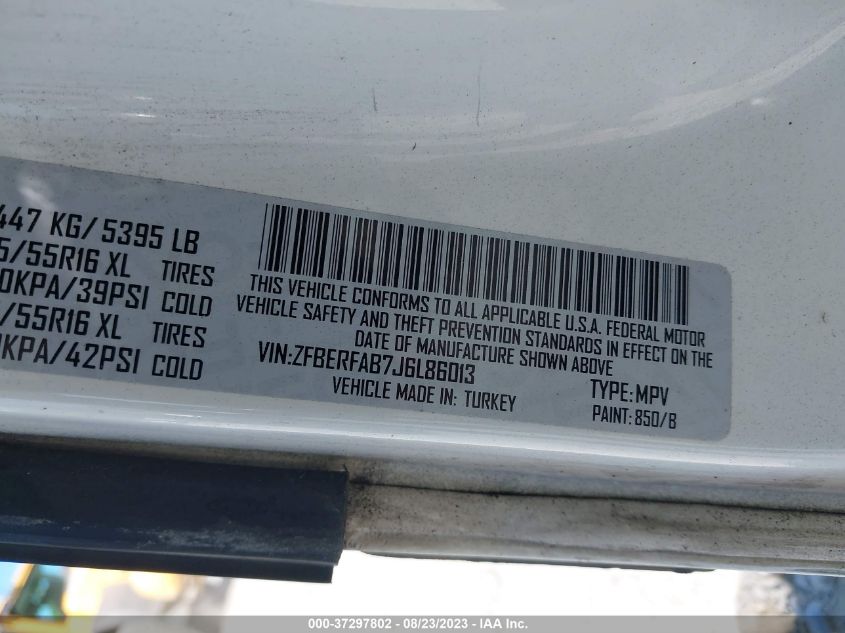 447 KG/ 5395 LB
5/55R16 XL TIRES
0KPA/39PSI COLD
/55R16 XL TIRES
KPA/42PSI COLD
THIS VEHICLE CONFORMS TO ALL APPLICABLE U.S.A. FEDERAL MOTOR
VEHICLE SAFETY AND THEFT PREVENTION STANDARDS IN EFFECT ON THE
DATE OF MANUFACTURE SHOWN ABOVE
VIN:ZFBERFAB7J6L86013
TYPE: MPV
VEHICLE MADE IN: TURKEY
PAINT: 850/B
000-37297802 - 08/23/2023 - IAA Inc.